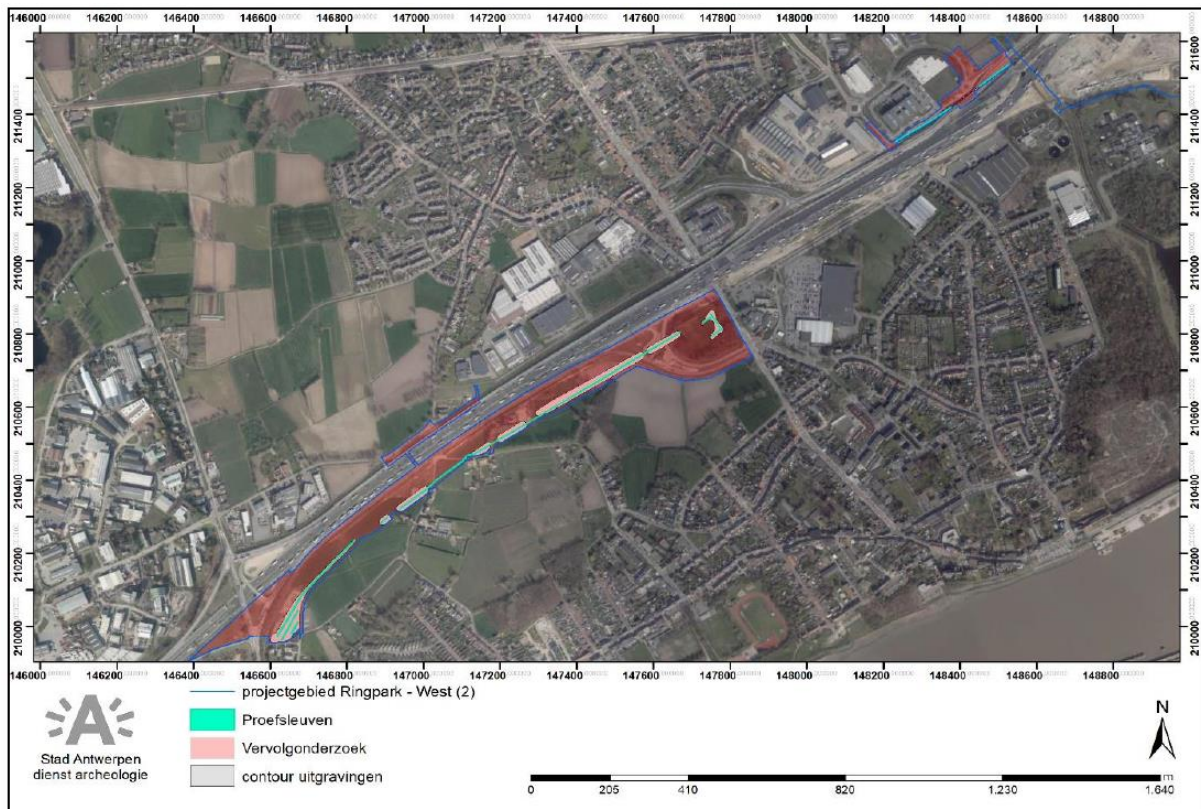 146000 146200 146400 146600 146800 147000 147200 147400 147600 147800 148000 148200 148400 148600 148800
211600
211400
211200
211000
210800
210600
210400
210200
210000
211600
211400
211200
211000
210800
210600
210400
210200
210000
146000 146200 146400 146600 146800 147000 147200 147400 147600 147800 148000 148200 148400 148600 148800
projectgebied Ringpark - West (2)
Proefsleuven
Vervolgonderzoek
contour uitgravingen
A
Stad Antwerpen
dienst archeologie
N
m
0 205 410 820 1.230 1.640